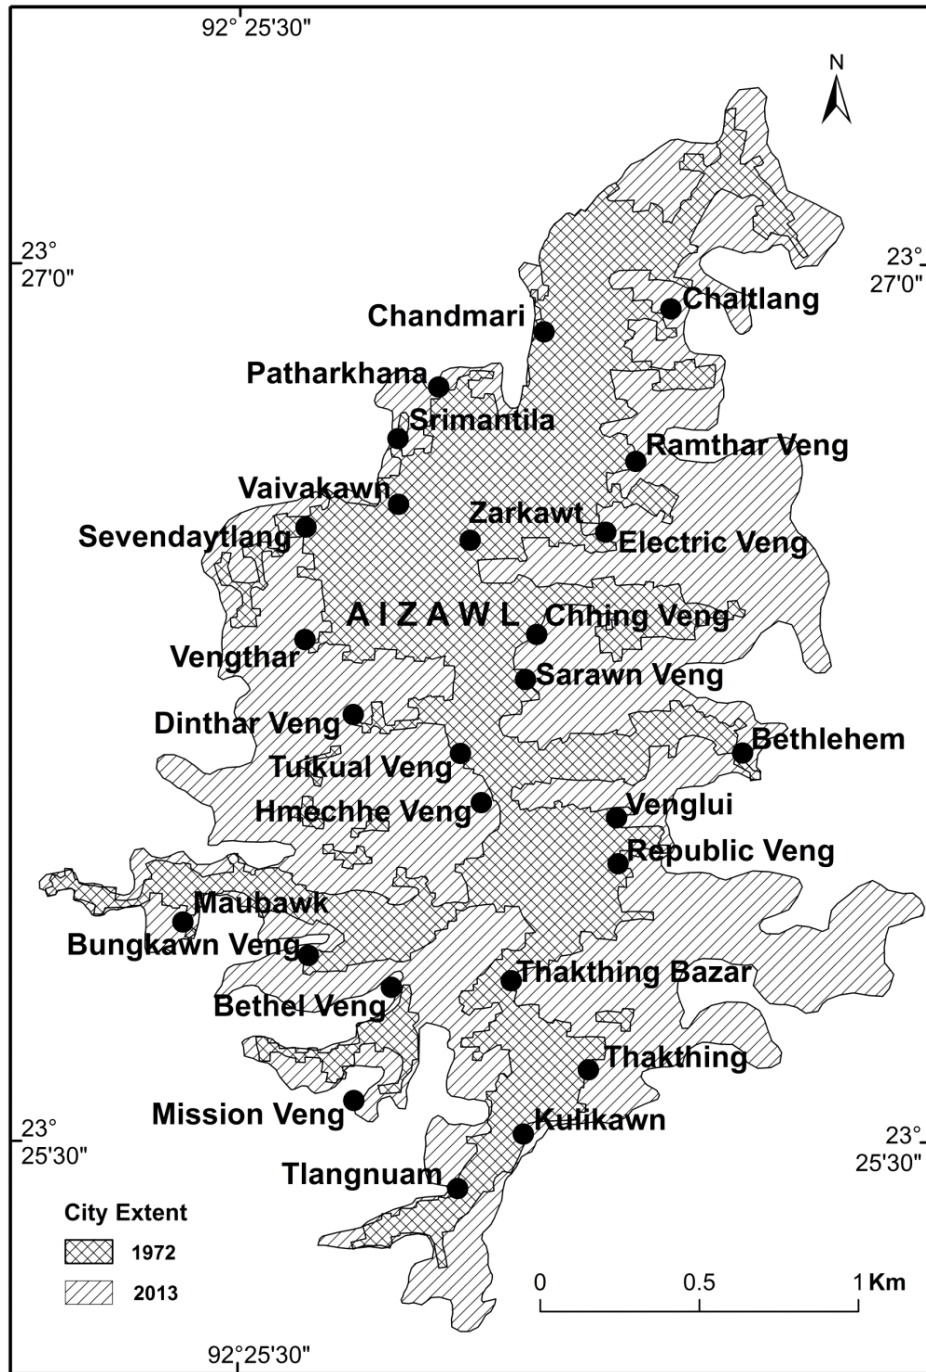 92° 25'30"
N
23°
27'0"
23°
27'0"
Chaltlang
Chandmari
Patharkhana
Srimantila
Ramthar Veng
Vaivakawn
Zarkawt
Sevendaytlang
Electric Veng
AIZAWL
Chhing Veng
Vengthar
Sarawn Veng
Dinthar Veng
Bethlehem
Tuikual Veng
Hmechhe Veng
Venglui
Republic Veng
Maubawk
Bungkawn Veng
Thakthing Bazar
Bethel Veng
Thakthing
Mission Veng
Kulikawn
23°
25'30"
23°
25'30"
Tlangnuam
City Extent
1972
2013
0 0.5 1 Km
92° 25'30"